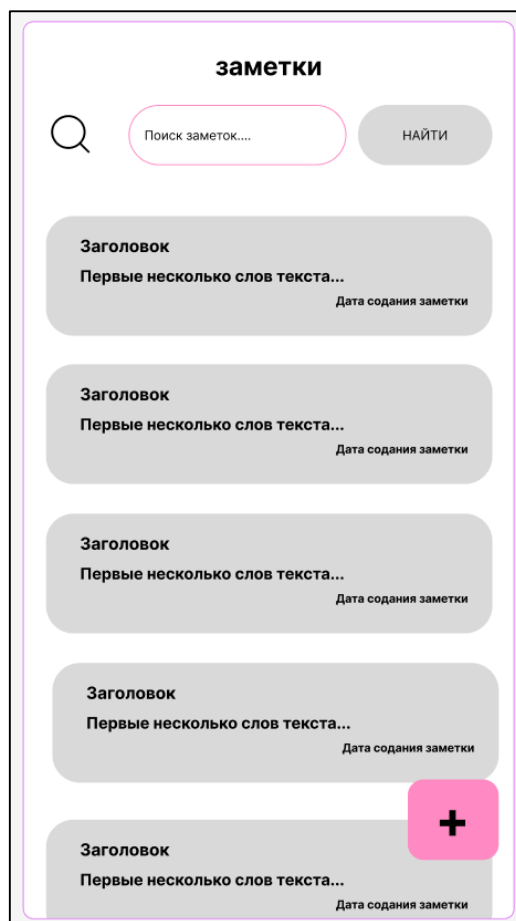 заметки
Поиск заметок....
НАЙТИ
Заголовок
Первые несколько слов текста...
Дата содания заметки
Заголовок
Первые несколько слов текста...
Дата содания заметки
Заголовок
Первые несколько слов текста...
Дата содания заметки
Заголовок
Первые несколько слов текста...
Дата содания заметки
+
Заголовок
Первые несколько слов текста...
Дата содания заметки